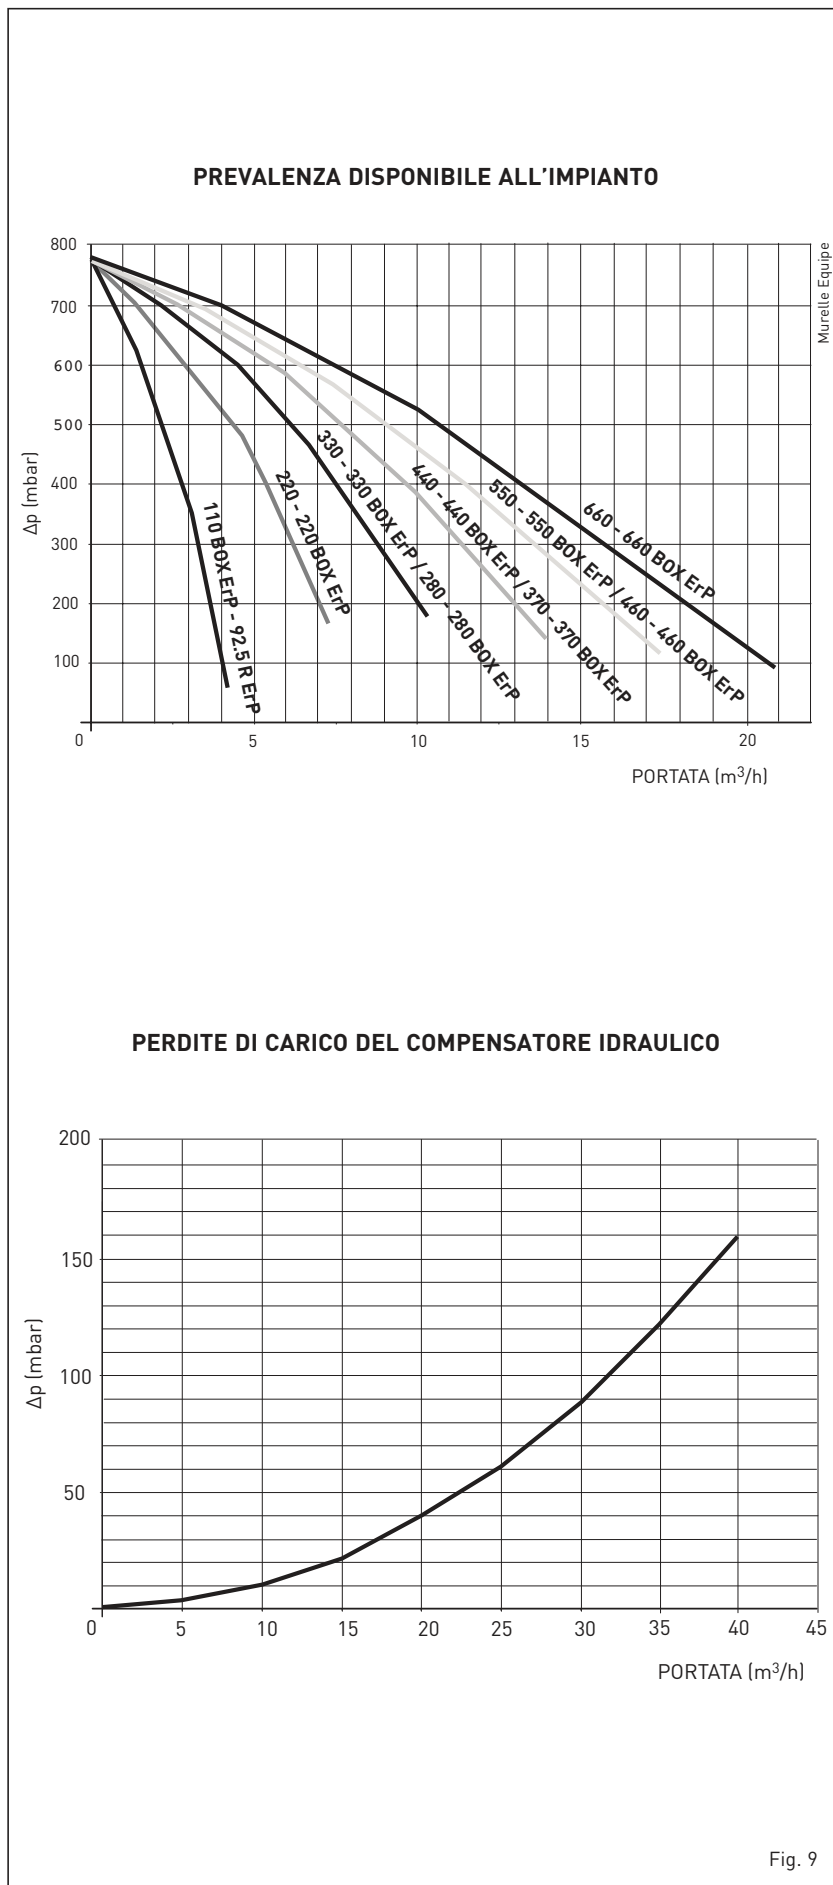 PREVALENZA DISPONIBILE ALL'IMPIANTO
Murelle Equipe
800
700
600
500
400
300
200
100
0
Δp (mbar)
110 BOX ErP - 92.5 R ErP
220 - 220 BOX ErP
330 - 330 BOX ErP / 280 - 280 BOX ErP
440 - 440 BOX ErP / 370 - 370 BOX ErP
550 - 550 BOX ErP / 460 - 460 BOX ErP
660 - 660 BOX ErP
5
10
15
20
PORTATA (m³/h)
PERDITE DI CARICO DEL COMPENSATORE IDRAULICO
200
150
100
50
Δp (mbar)
0 5 10 15 20 25 30 35 40 45
PORTATA (m³/h)
Fig. 9